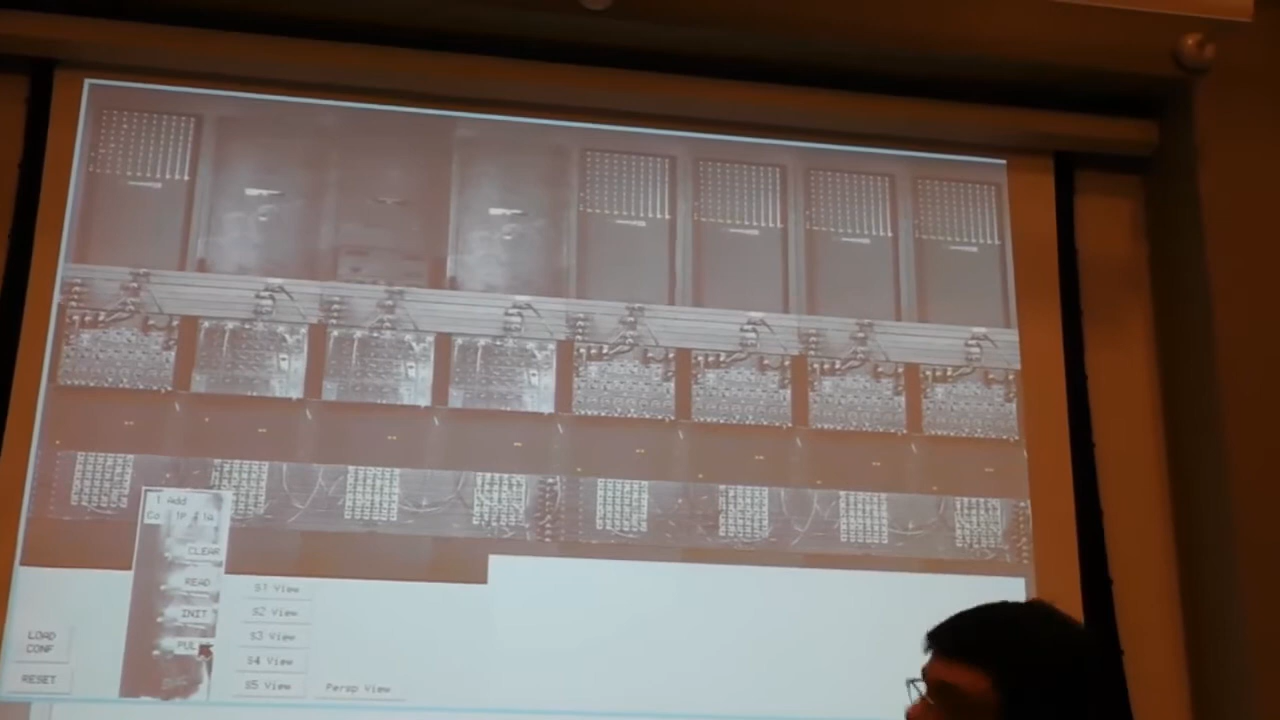 1 Add
CLEAR
READ
INIT
LOAD
CONF
RESET
S1 View
S2 View
S3 View
S4 View
S5 View
Persp View